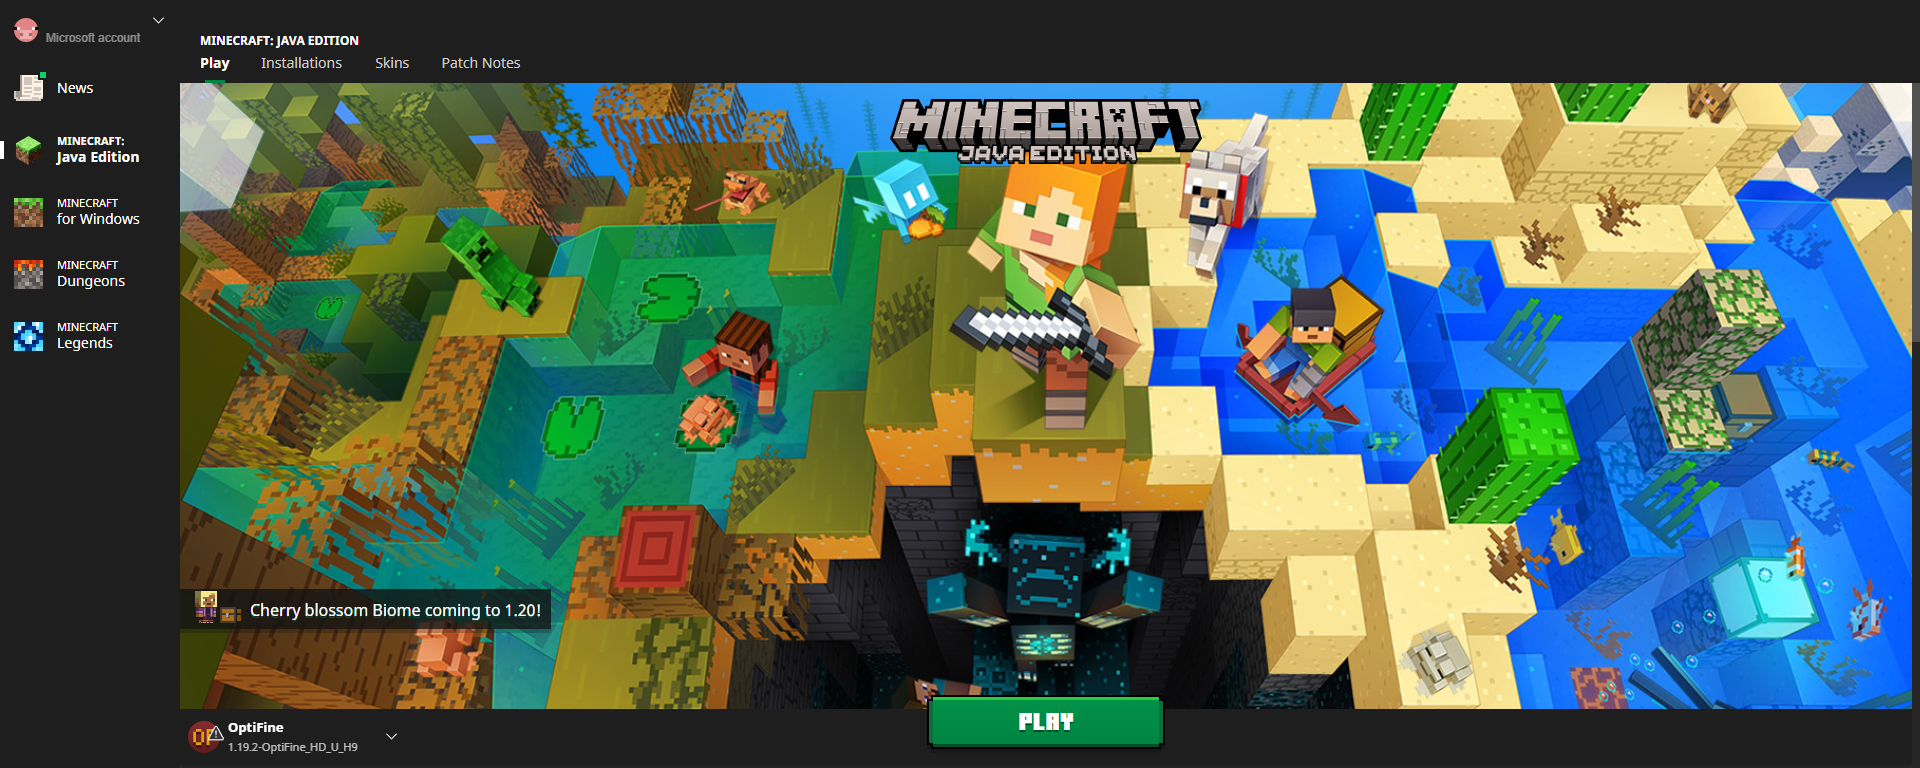 Microsoft account
News
MINECRAFT:
Java Edition
MINECRAFT
for Windows
MINECRAFT
Dungeons
MINECRAFT
Legends
MINECRAFT: JAVA EDITION
Play Installations Skins Patch Notes
MINECRAFT
JAVA EDITION
Cherry blossom Biome coming to 1.20!
OF
OptiFine
1.19.2-OptiFine_HD_U_H9
PLAY